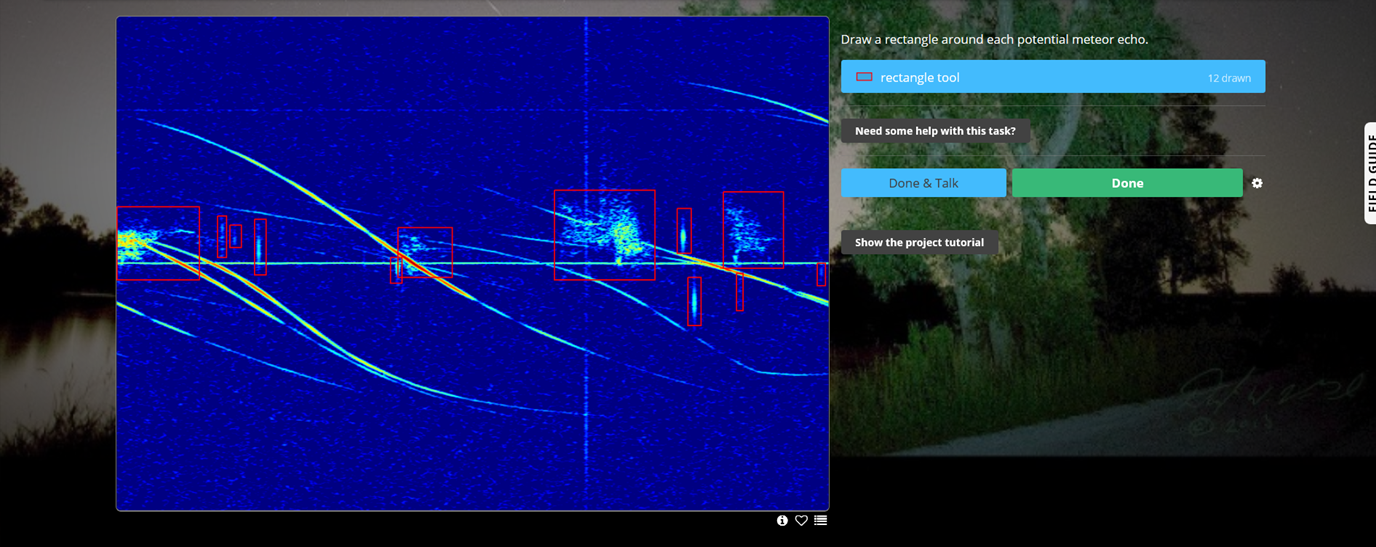 Draw a rectangle around each potential meteor echo.
rectangle tool
12 drawn
Need some help with this task?
Done & Talk
Done
Show the project tutorial
FIELD GUIDE